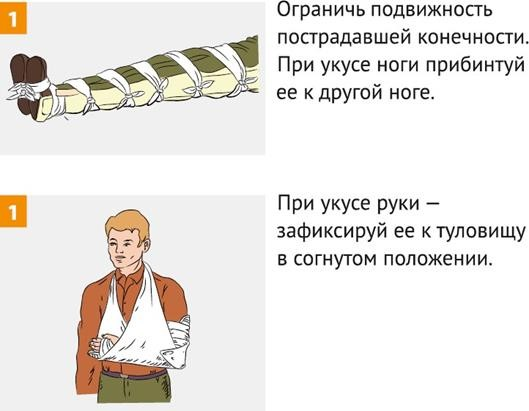 1
Ограничь подвижность
пострадавшей конечности.
При укусе ноги прибинтуй
ее к другой ноге.
1
При укусе руки —
зафиксируй ее к туловищу
в согнутом положении.